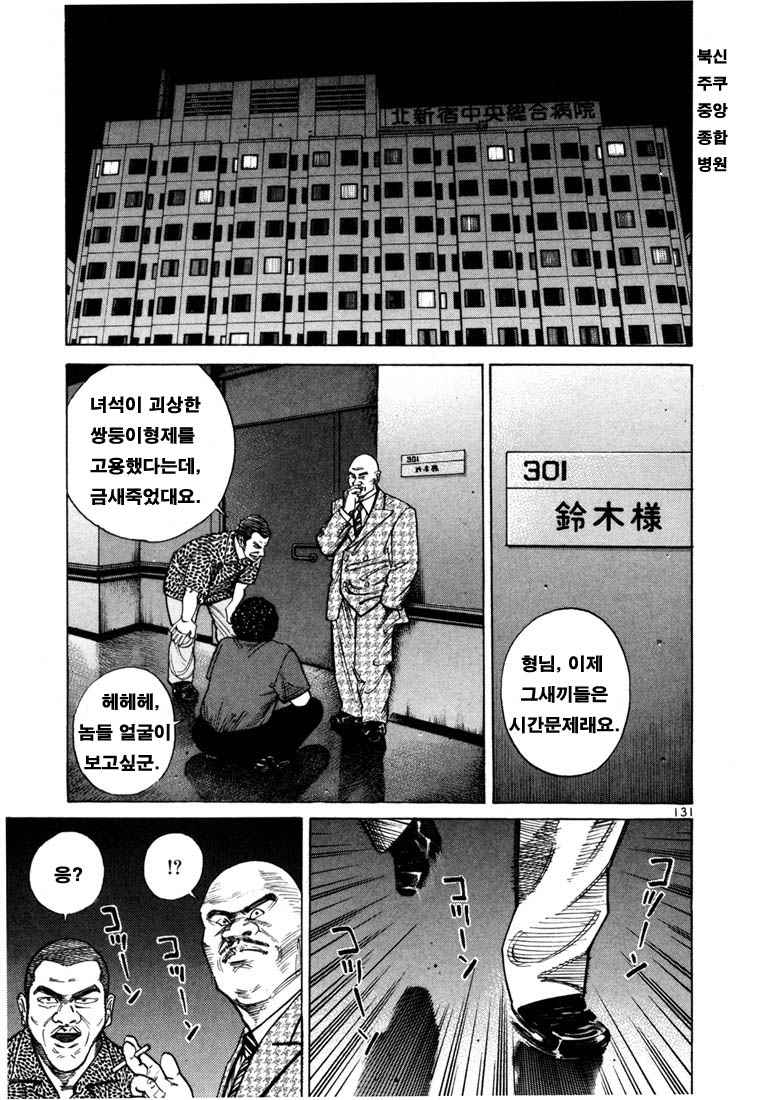 북신
주쿠
중앙
종합
병원
北新宿中央総合病院
301
鈴木様
형님, 이제
그새끼들은
시간문제래요.
녀석이 괴상한
쌍둥이형제를
고용했다는데,
금새죽었대요.
301
鈴木様
헤헤헤,
놈들 얼굴이
보고싶군.
131
コツーン
コツーン
コツーン
!?
응?
コツーン
コツーン